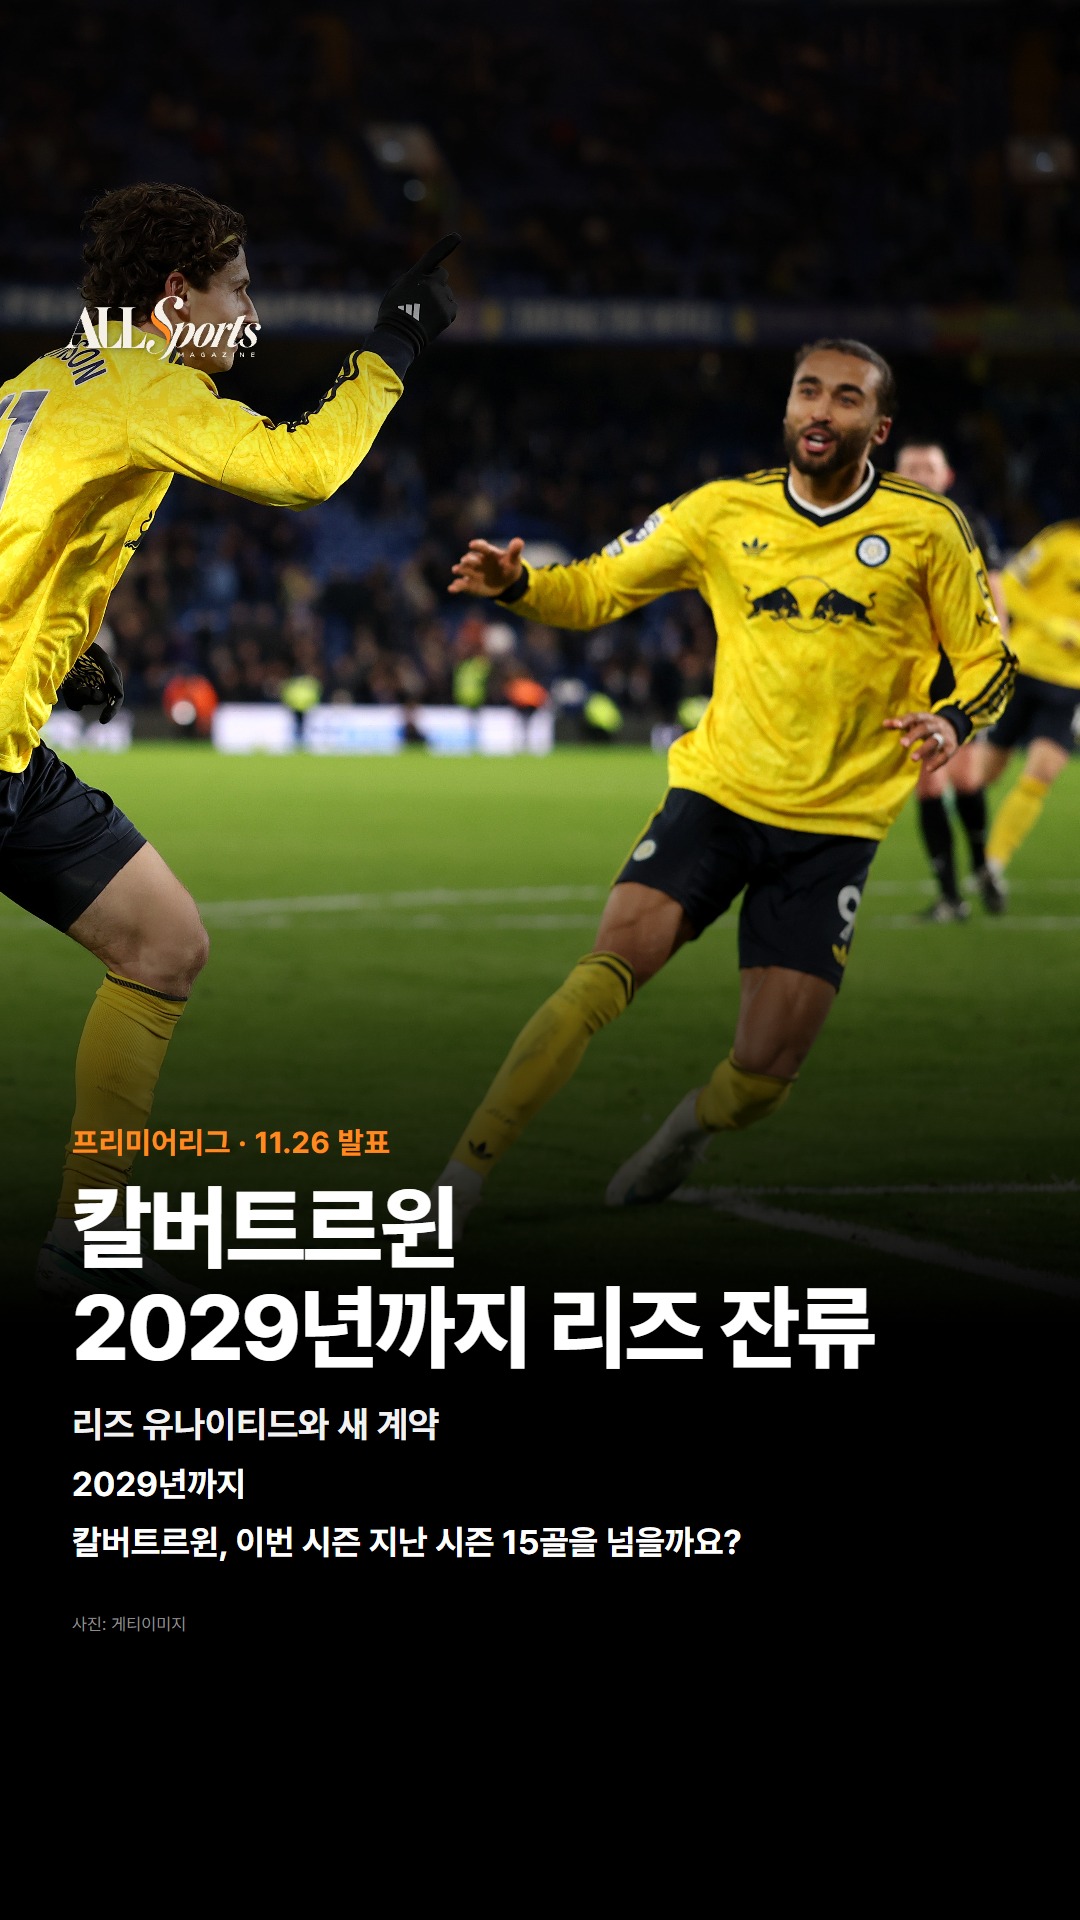 ALL Sports
MAGAZINE
SON
11
9
프리미어리그 · 11.26 발표
칼버트르윈
2029년까지 리즈 잔류
리즈 유나이티드와 새 계약
2029년까지
칼버트르윈, 이번 시즌 지난 시즌 15골을 넘을까요?
사진: 게티이미지